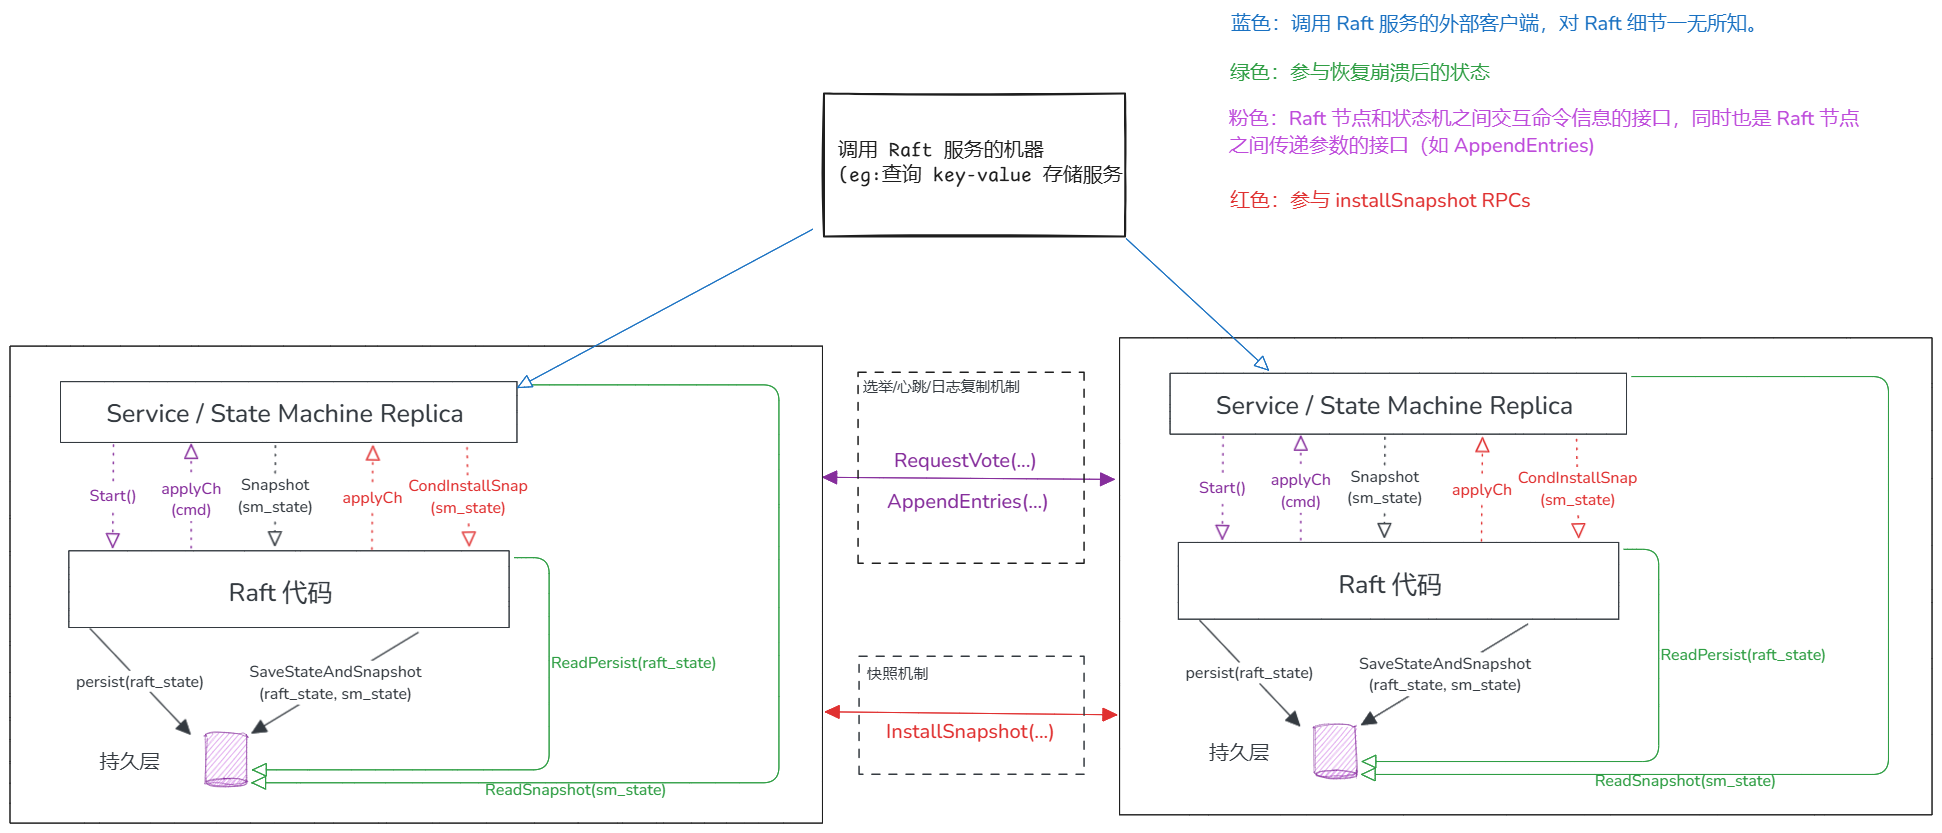 蓝色：调用 Raft 服务的外部客户端，对 Raft 细节一无所知。
绿色：参与恢复崩溃后的状态
粉色：Raft 节点和状态机之间交互命令信息的接口，同时也是 Raft 节点
之间传递参数的接口（如 AppendEntries)
红色：参与 installSnapshot RPCs
调用 Raft 服务的机器
(eg:查询 key-value 存储服务
Service / State Machine Replica
Start()
applyCh
(cmd)
Snapshot
(sm_state)
applyCh
CondInstallSnap
(sm_state)
Raft 代码
persist(raft_state)
SaveStateAndSnapshot
(raft_state, sm_state)
ReadPersist(raft_state)
持久层
ReadSnapshot(sm_state)
选举/心跳/日志复制机制
RequestVote(...)
AppendEntries(...)
快照机制
InstallSnapshot(...)
Service / State Machine Replica
Start()
applyCh
(cmd)
Snapshot
(sm_state)
applyCh
CondInstallSnap
(sm_state)
Raft 代码
persist(raft_state)
SaveStateAndSnapshot
(raft_state, sm_state)
ReadPersist(raft_state)
持久层
ReadSnapshot(sm_state)